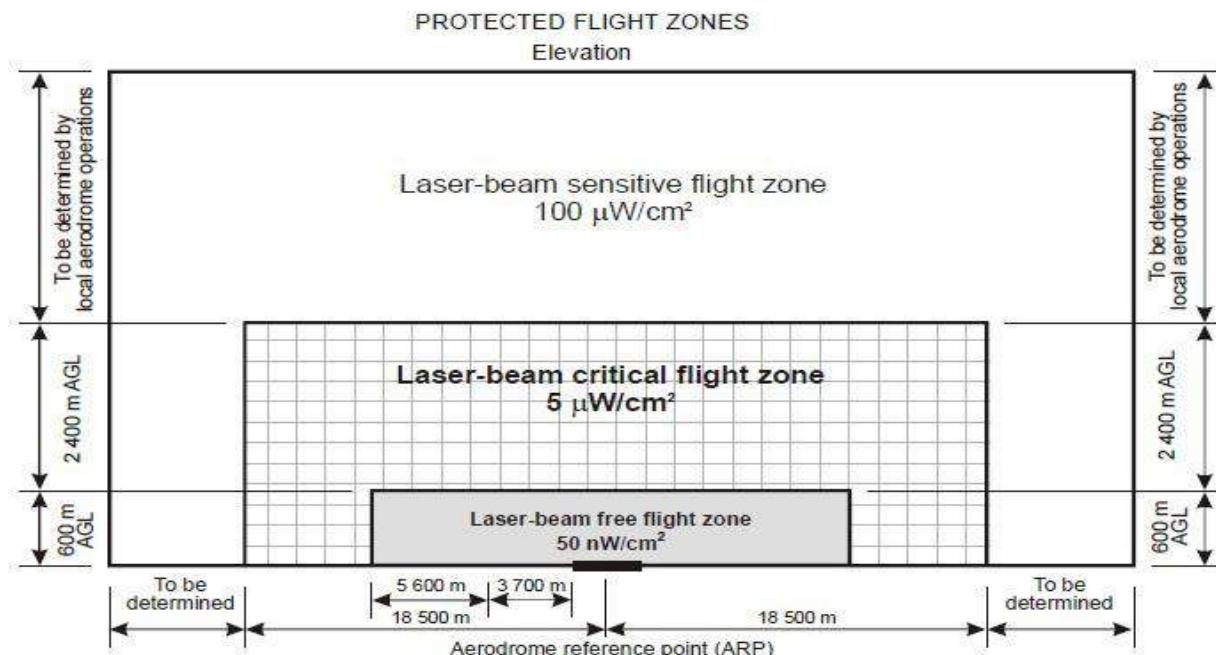 PROTECTED FLIGHT ZONES
Elevation
To be determined by
local aerodrome operations
To be determined by
local aerodrome operations
Laser-beam sensitive flight zone
100 µW/cm²
2 400 m AGL
Laser-beam critical flight zone
5 µW/cm²
2 400 m AGL
600 m
AGL
Laser-beam free flight zone
50 nW/cm²
600 m
AGL
To be
determined
5 600 m
3 700 m
To be
determined
18 500 m
18 500 m
Aerodrome reference point (ARP)